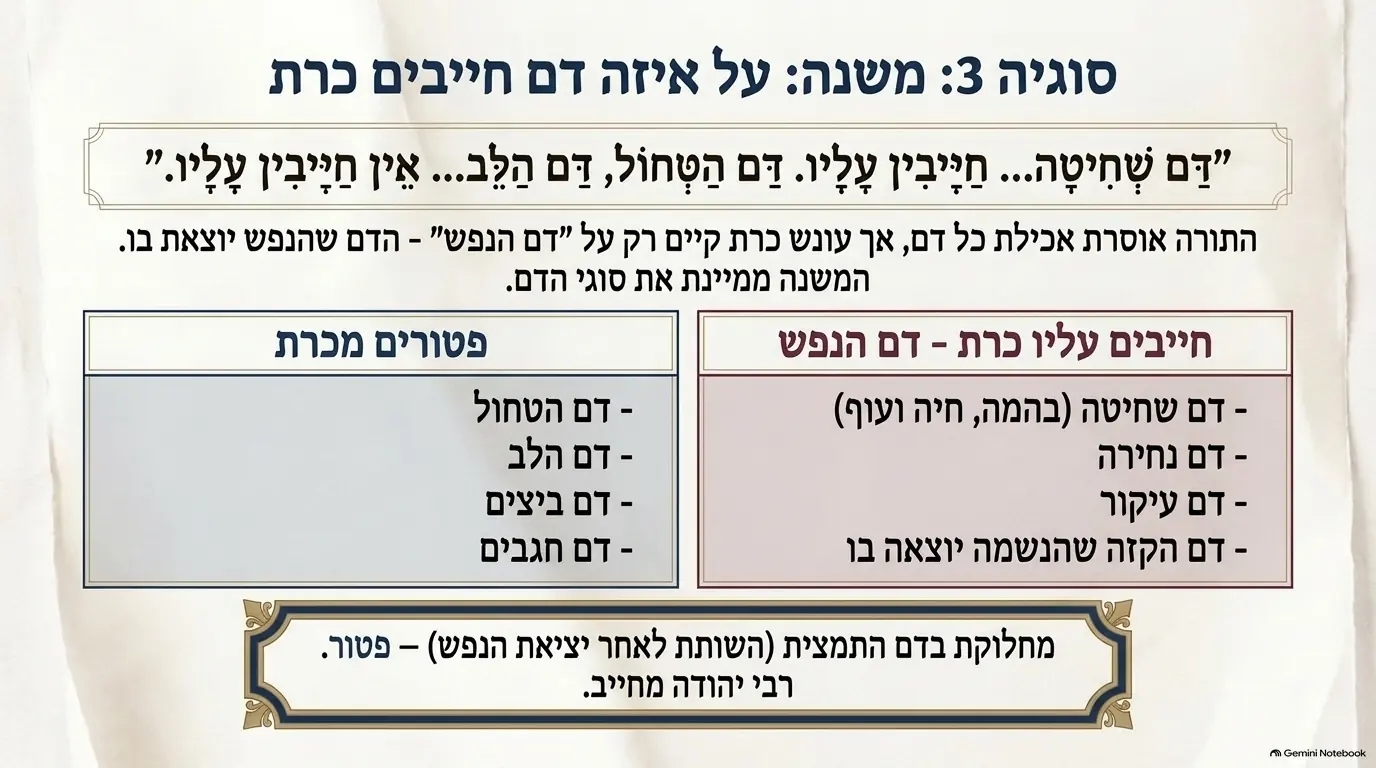 סוגיה 3: משנה: על איזה דם חייבים כרת
"דַּם שְׁחִיטָה... חַיָּיבִין עָלָיו. דַּם הַטְּחוֹל, דַּם הַלֵּב... אֵין חַיָּיבִין עָלָיו."
התורה אוסרת אכילת כל דם, אך עונש כרת קיים רק על "דם הנפש" - הדם שהנפש יוצאת בו.
המשנה ממיינת את סוגי הדם.
חייבים עליו כרת - דם הנפש
- דם שחיטה (בהמה, חיה ועוף)
- דם נחירה
- דם עיקור
- דם הקזה שהנשמה יוצאה בו
פטורים מכרת
- דם הטחול
- דם הלב
- דם ביצים
- דם חגבים
מחלוקת בדם התמצית (השותת לאחר יציאת הנפש) – פטור.
רבי יהודה מחייב.
Gemini Notebook